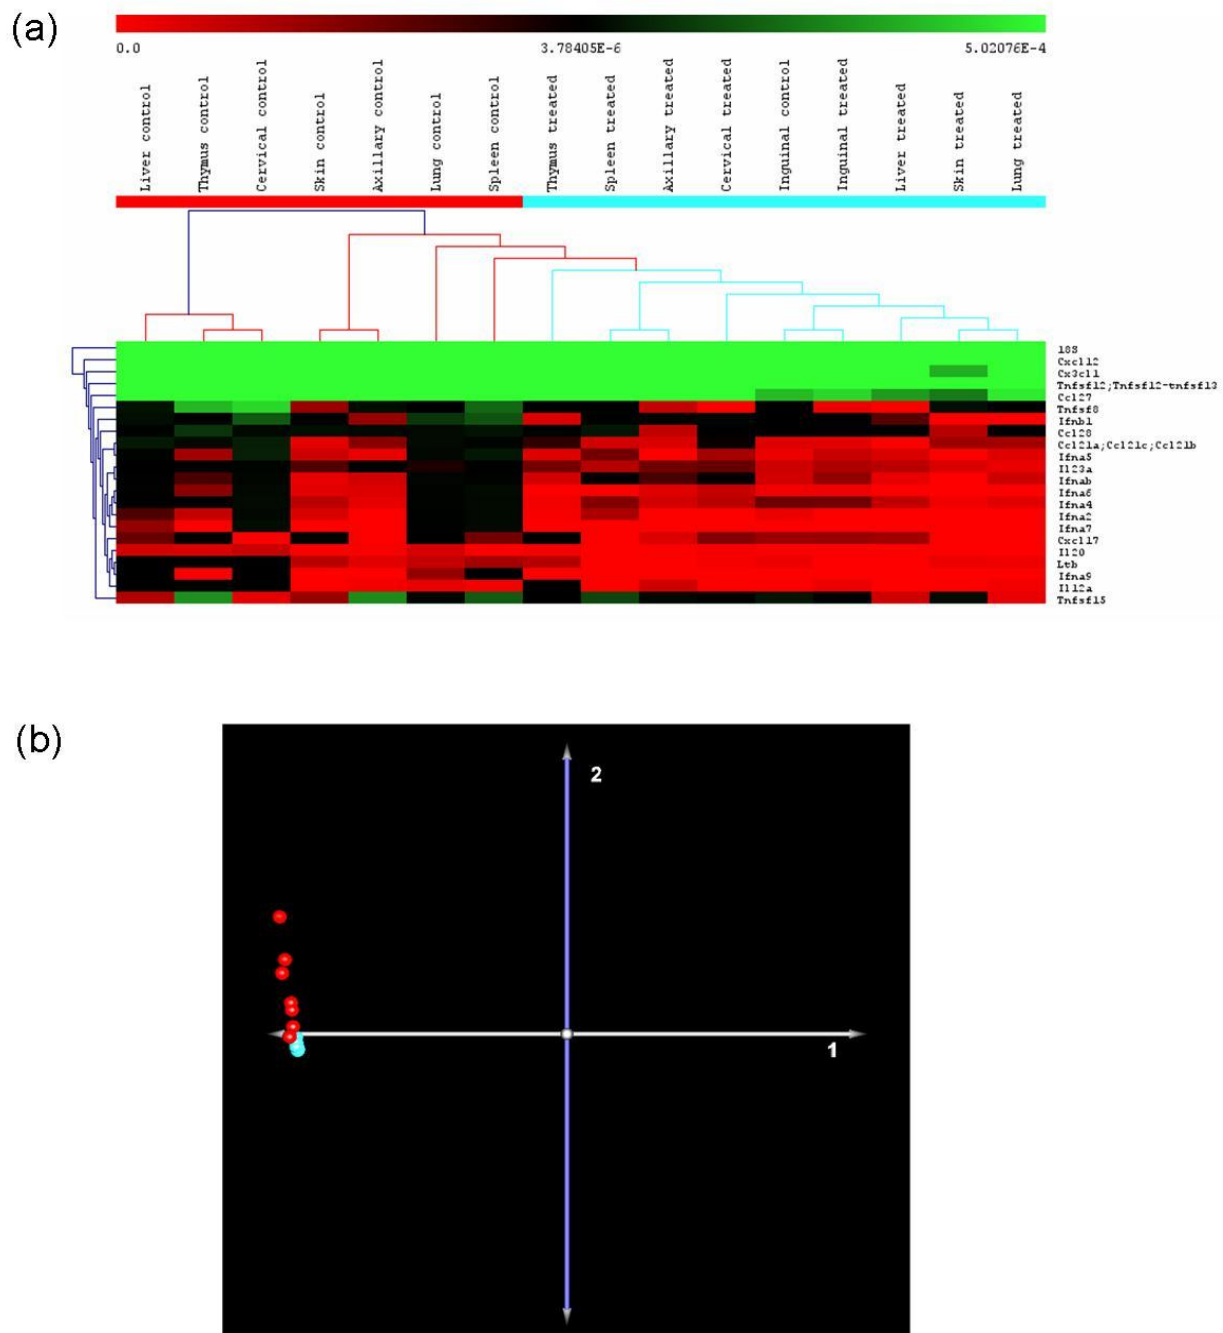 (a)
0.0 3.78405E-6 5.02076E-4
Liver control
Thymus control
Cervical control
Skin control
Axillary control
Lung control
Spleen control
Thymus treated
Spleen treated
Axillary treated
Cervical treated
Inguinal control
Inguinal treated
Liver treated
Skin treated
Lung treated
18S
Cxcl12
Cx3cl1
Tnfsf12;Tnfsf12-tnfsf13
Ccl27
Tnfsf8
Ifnb1
Ccl28
Ccl21a;Ccl21c;Ccl21b
Ifna5
Il23a
Ifnab
Ifna6
Ifna4
Ifna2
Ifna7
Cxcl17
Il20
Ltb
Ifna9
Il12a
Tnfsf15
(b)
2
1